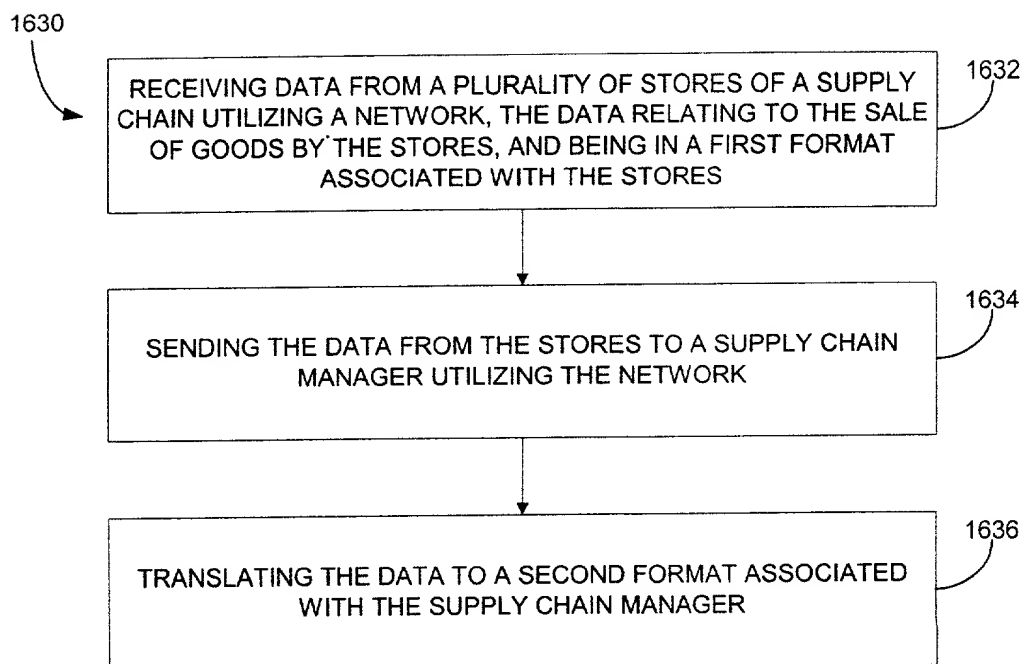 1630
RECEIVING DATA FROM A PLURALITY OF STORES OF A SUPPLY
CHAIN UTILIZING A NETWORK, THE DATA RELATING TO THE SALE
OF GOODS BY THE STORES, AND BEING IN A FIRST FORMAT
ASSOCIATED WITH THE STORES
1632
SENDING THE DATA FROM THE STORES TO A SUPPLY CHAIN
MANAGER UTILIZING THE NETWORK
1634
TRANSLATING THE DATA TO A SECOND FORMAT ASSOCIATED
WITH THE SUPPLY CHAIN MANAGER
1636